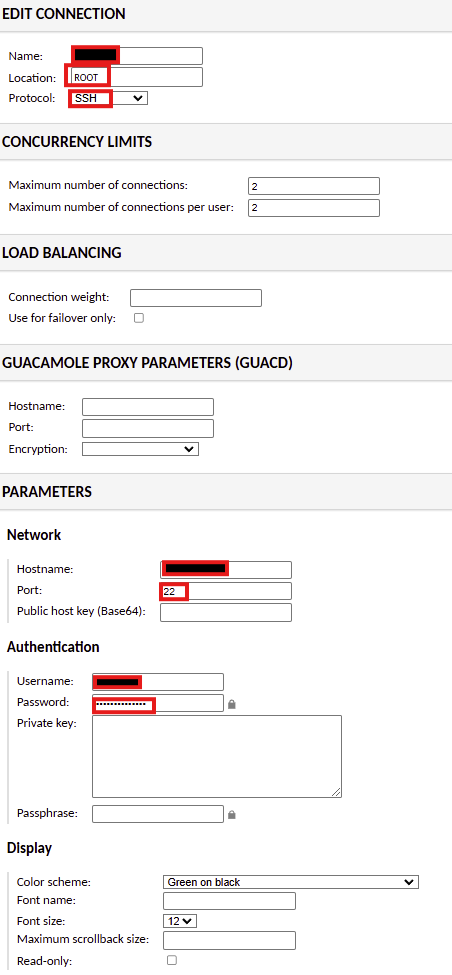 EDIT CONNECTION
Name:
Location: ROOT
Protocol: SSH
CONCURRENCY LIMITS
Maximum number of connections: 2
Maximum number of connections per user: 2
LOAD BALANCING
Connection weight:
Use for failover only:
GUACAMOLE PROXY PARAMETERS (GUACD)
Hostname:
Port:
Encryption:
PARAMETERS
Network
Hostname:
Port: 22
Public host key (Base64):
Authentication
Username:
Password: ••••••••••••••
Private key:
Passphrase:
Display
Color scheme: Green on black
Font name:
Font size: 12
Maximum scrollback size:
Read-only: